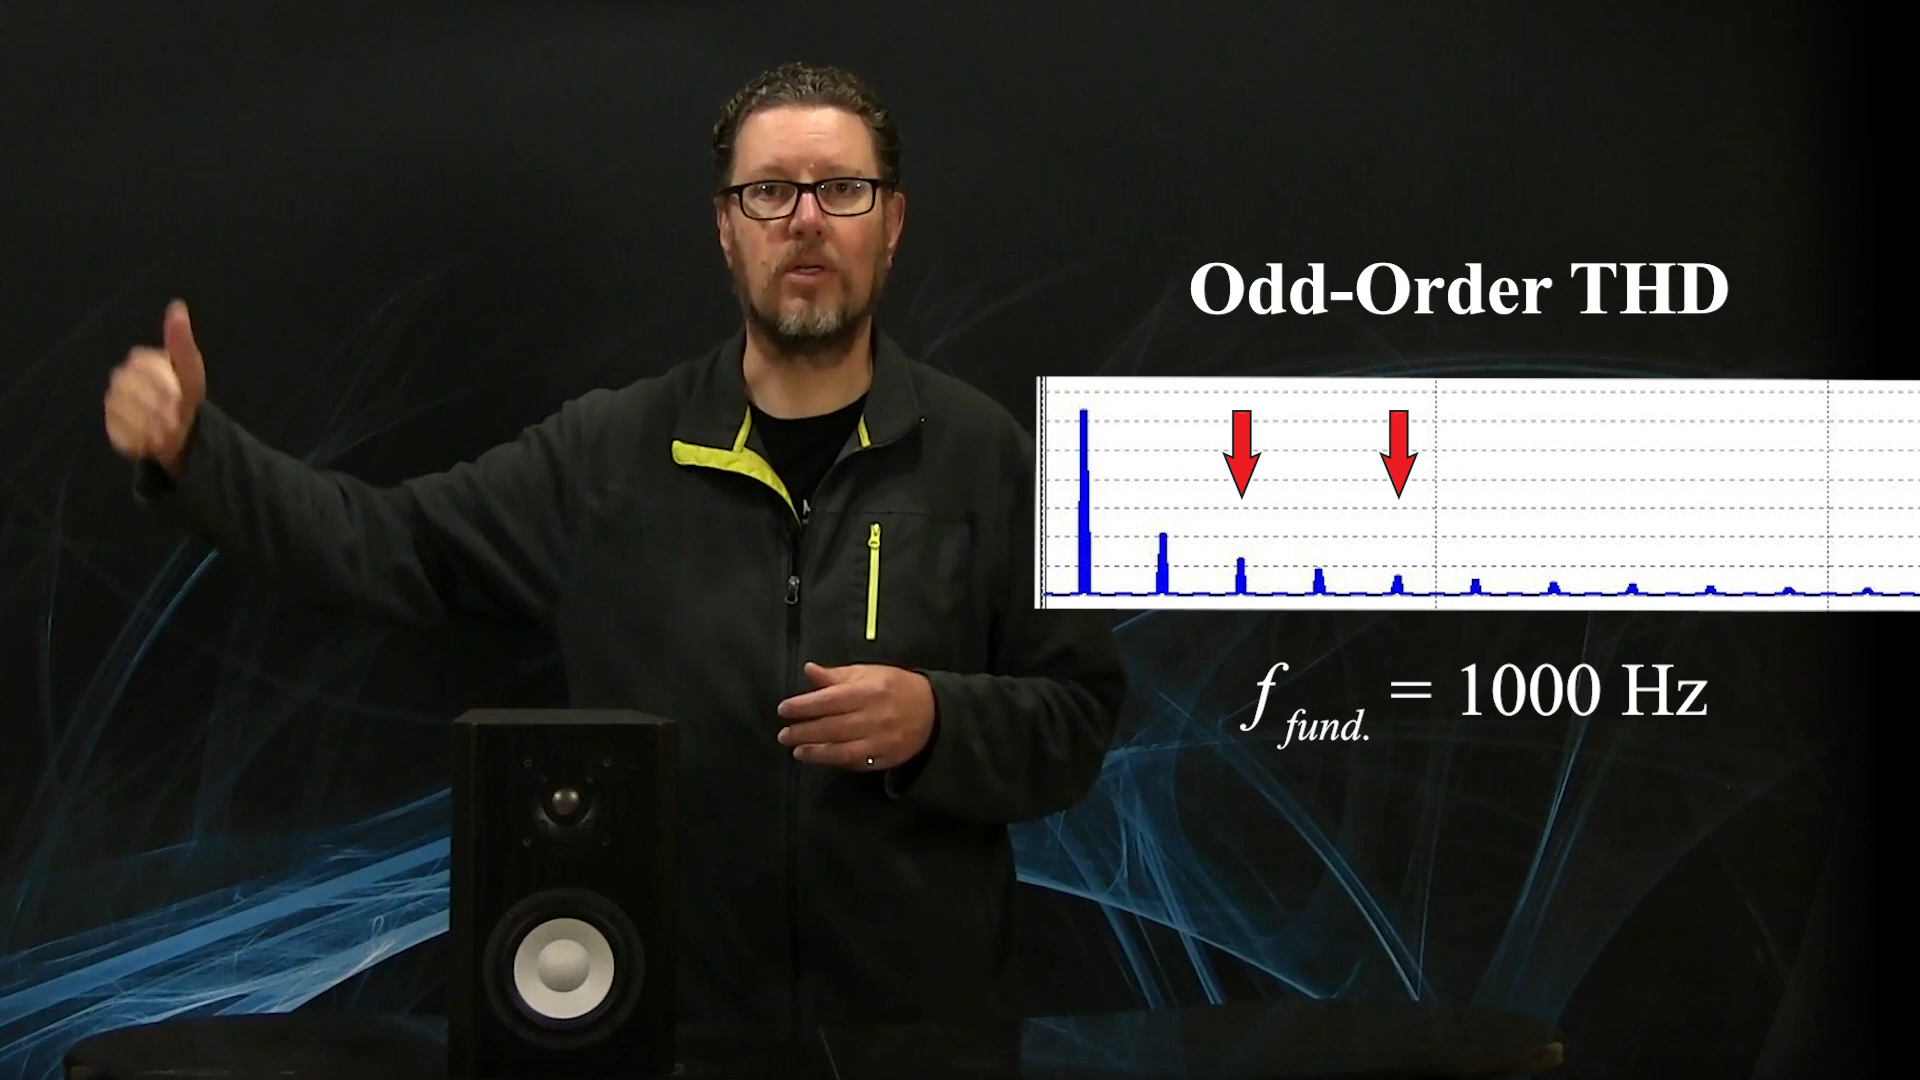 Odd-Order THD
f fund. = 1000 Hz